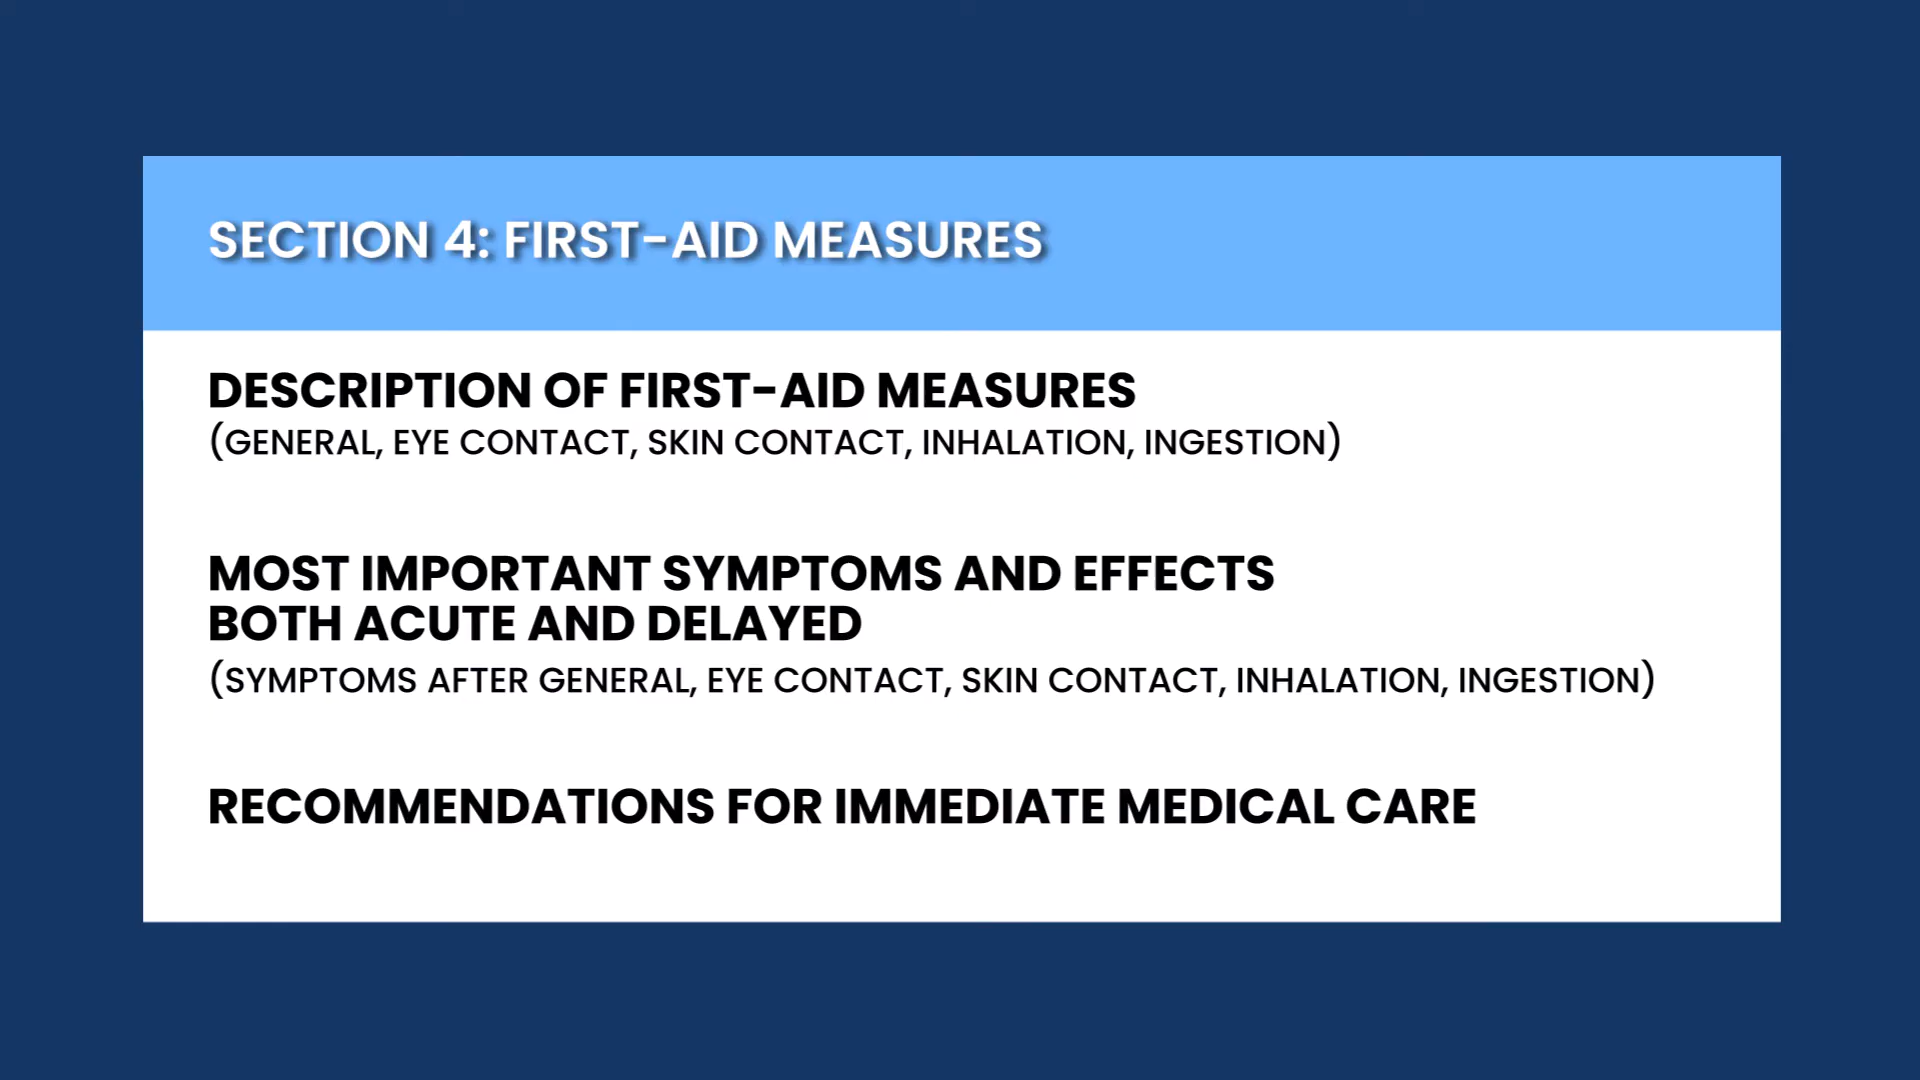 SECTION 4: FIRST-AID MEASURES
DESCRIPTION OF FIRST-AID MEASURES
(GENERAL, EYE CONTACT, SKIN CONTACT, INHALATION, INGESTION)
MOST IMPORTANT SYMPTOMS AND EFFECTS
BOTH ACUTE AND DELAYED
(SYMPTOMS AFTER GENERAL, EYE CONTACT, SKIN CONTACT, INHALATION, INGESTION)
RECOMMENDATIONS FOR IMMEDIATE MEDICAL CARE